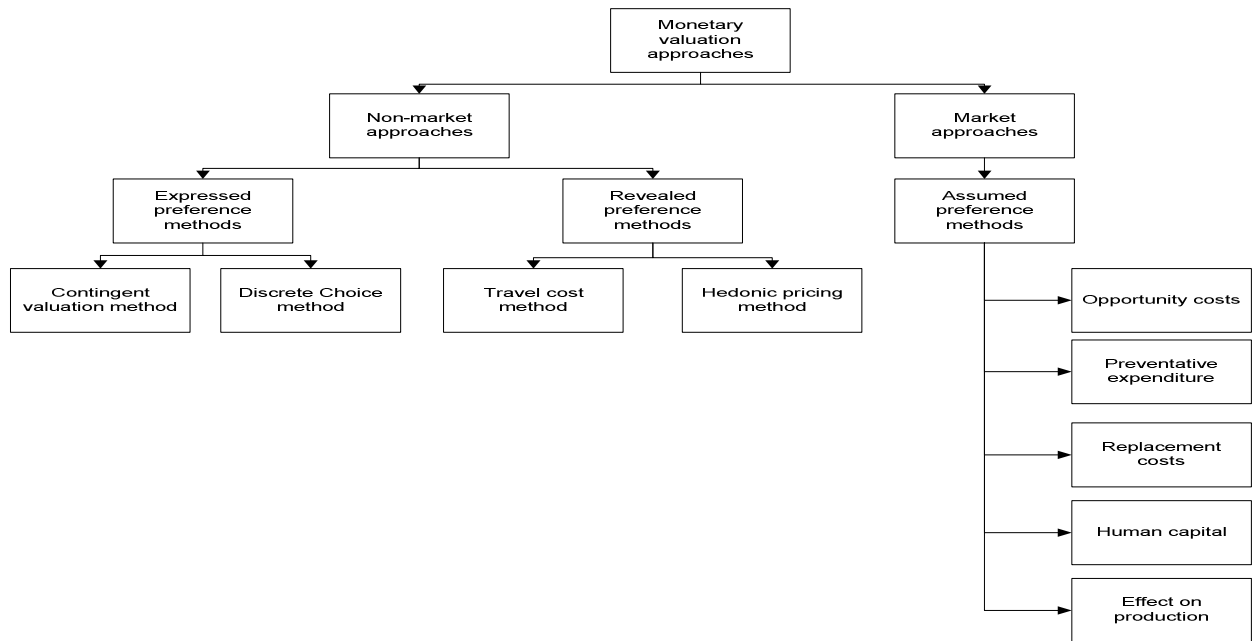 Monetary
valuation
approaches
Non-market
approaches
Market
approaches
Expressed
preference
methods
Revealed
preference
methods
Assumed
preference
methods
Contingent
valuation method
Discrete Choice
method
Travel cost
method
Hedonic pricing
method
Opportunity costs
Preventative
expenditure
Replacement
costs
Human capital
Effect on
production